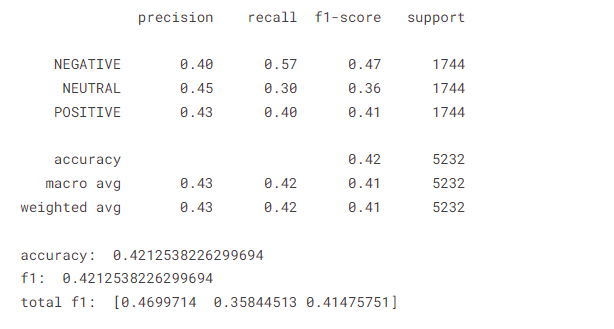 precision recall f1-score support
NEGATIVE 0.40 0.57 0.47 1744
NEUTRAL 0.45 0.30 0.36 1744
POSITIVE 0.43 0.40 0.41 1744
accuracy 0.42 5232
macro avg 0.43 0.42 0.41 5232
weighted avg 0.43 0.42 0.41 5232
accuracy: 0.4212538226299694
f1: 0.4212538226299694
total f1: [0.4699714 0.35844513 0.41475751]